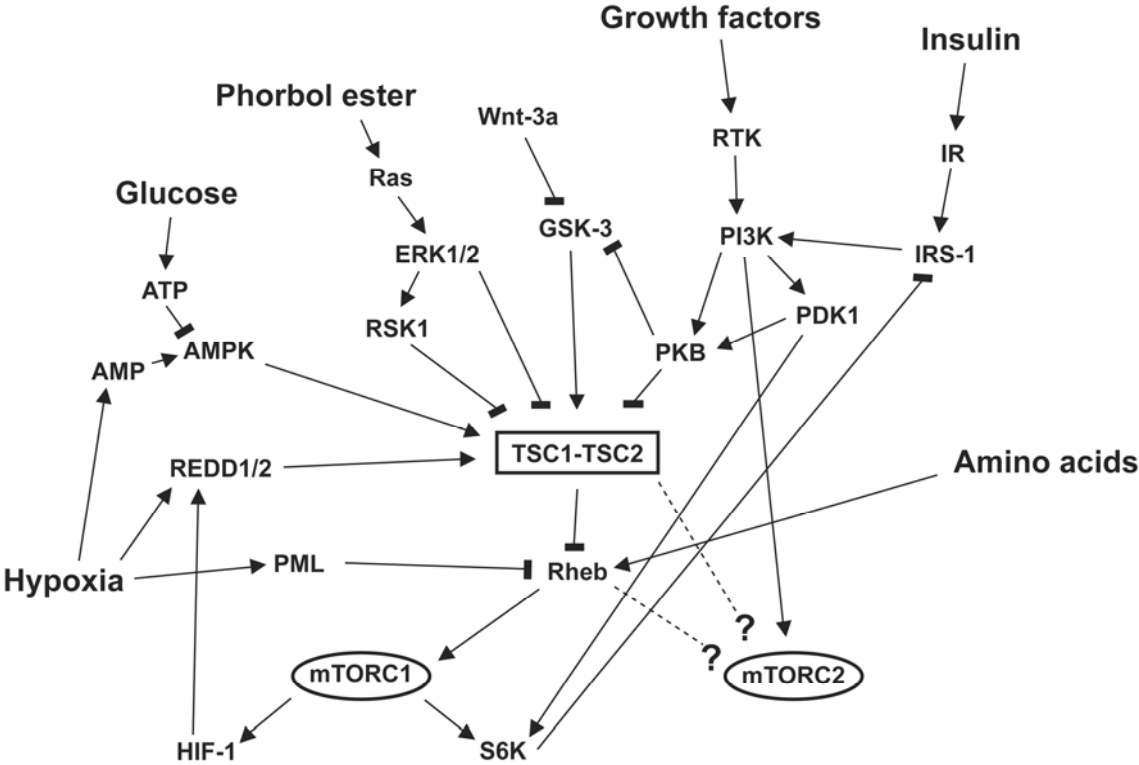 Growth factors
Insulin
Phorbol ester
Wnt-3a
RTK
IR
Ras
Glucose
GSK-3
PI3K
ERK1/2
IRS-1
ATP
RSK1
PDK1
AMPK
PKB
AMP
TSC1-TSC2
Amino acids
REDD1/2
PML
Rheb
Hypoxia
?
?
mTORC1
mTORC2
HIF-1
S6K